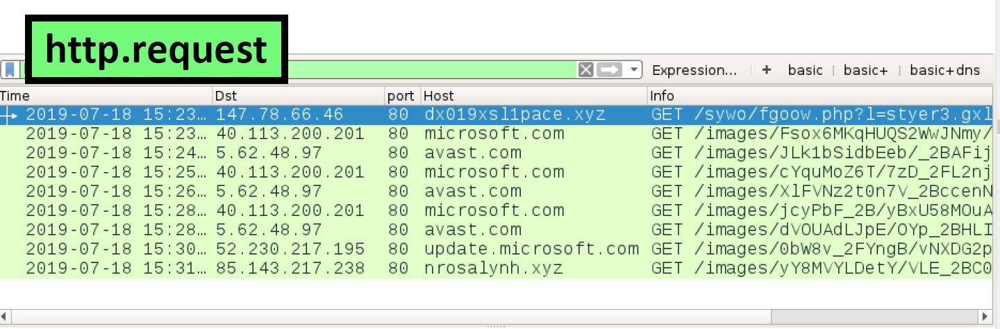 http.request
Expression... + basic basic+ basic+dns
Time Dst port Host Info
2019-07-18 15:23... 147.78.66.46 80 dx019xsl1pace.xyz GET /sywo/fgoow.php?l=styer3.gxl
2019-07-18 15:23... 40.113.200.201 80 microsoft.com GET /images/Fsox6MKqHUQS2WwJNmy/
2019-07-18 15:24... 5.62.48.97 80 avast.com GET /images/JLk1bSidbEeb/_2BAFij
2019-07-18 15:25... 40.113.200.201 80 microsoft.com GET /images/cYquMoZ6T/7zD_2FL2nj
2019-07-18 15:26... 5.62.48.97 80 avast.com GET /images/XlFVNz2t0n7V_2BccenN
2019-07-18 15:28... 40.113.200.201 80 microsoft.com GET /images/jcyPbF_2B/yBxU58MOuA
2019-07-18 15:28... 5.62.48.97 80 avast.com GET /images/dVOUAdLJpE/OYp_2BHLI
2019-07-18 15:30... 52.230.217.195 80 update.microsoft.com GET /images/0bW8v_2FYngB/vNXDG2p
2019-07-18 15:31... 85.143.217.238 80 nrosalynh.xyz GET /images/yY8MVYLDetY/VLE_2BC0